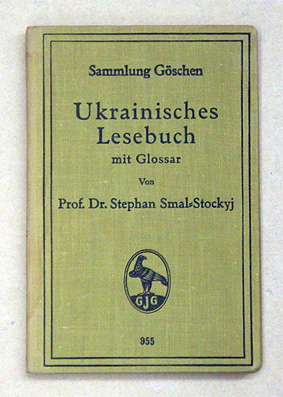 Sammlung Göschen
Ukrainisches
Lesebuch
mit Glossar
Von
Prof. Dr. Stephan Smal-Stockyj
GJG
955